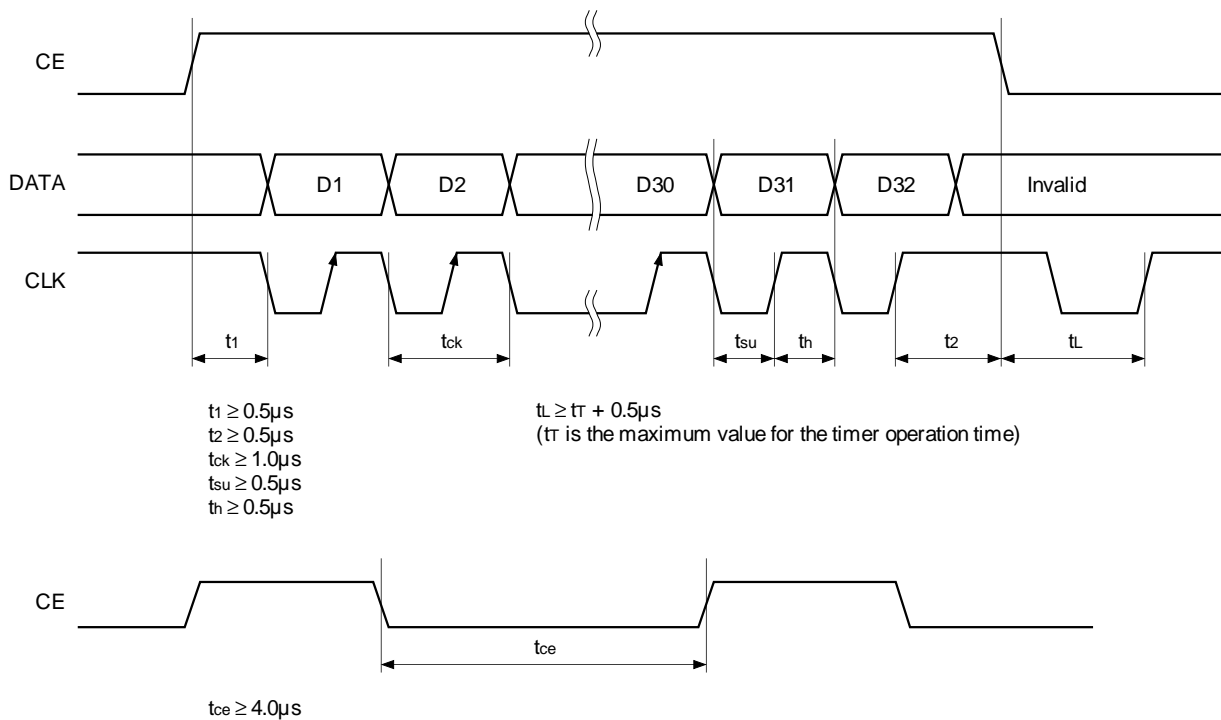 CE
DATA D1 D2 D30 D31 D32 Invalid
CLK
t1 tck tsu th t2 tL
t1 ≥ 0.5µs
t2 ≥ 0.5µs
tck ≥ 1.0µs
tsu ≥ 0.5µs
th ≥ 0.5µs
tL ≥ tT + 0.5µs
(tT is the maximum value for the timer operation time)
CE
tce
tce ≥ 4.0µs